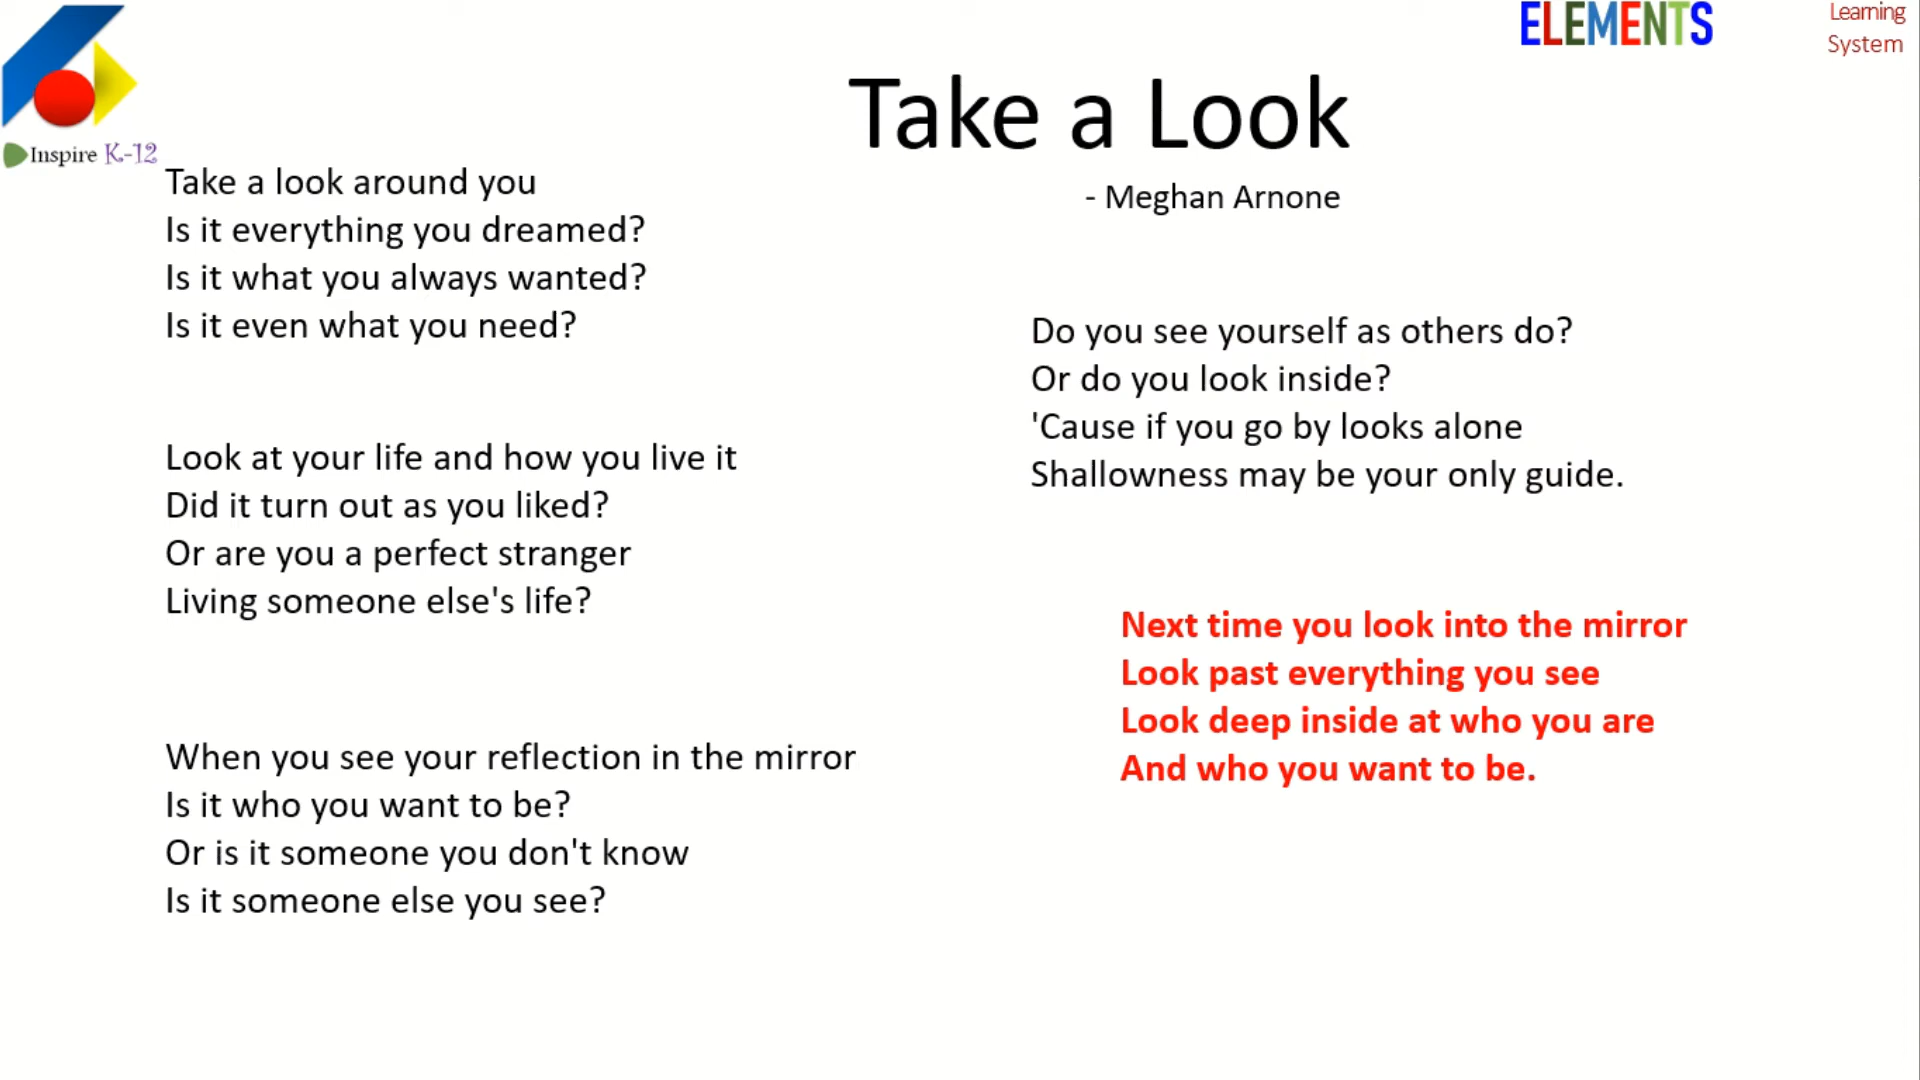 ELEMENTS
Learning
System
Inspire K-12
Take a Look
- Meghan Arnone
Take a look around you
Is it everything you dreamed?
Is it what you always wanted?
Is it even what you need?
Look at your life and how you live it
Did it turn out as you liked?
Or are you a perfect stranger
Living someone else's life?
When you see your reflection in the mirror
Is it who you want to be?
Or is it someone you don't know
Is it someone else you see?
Do you see yourself as others do?
Or do you look inside?
'Cause if you go by looks alone
Shallowness may be your only guide.
Next time you look into the mirror
Look past everything you see
Look deep inside at who you are
And who you want to be.